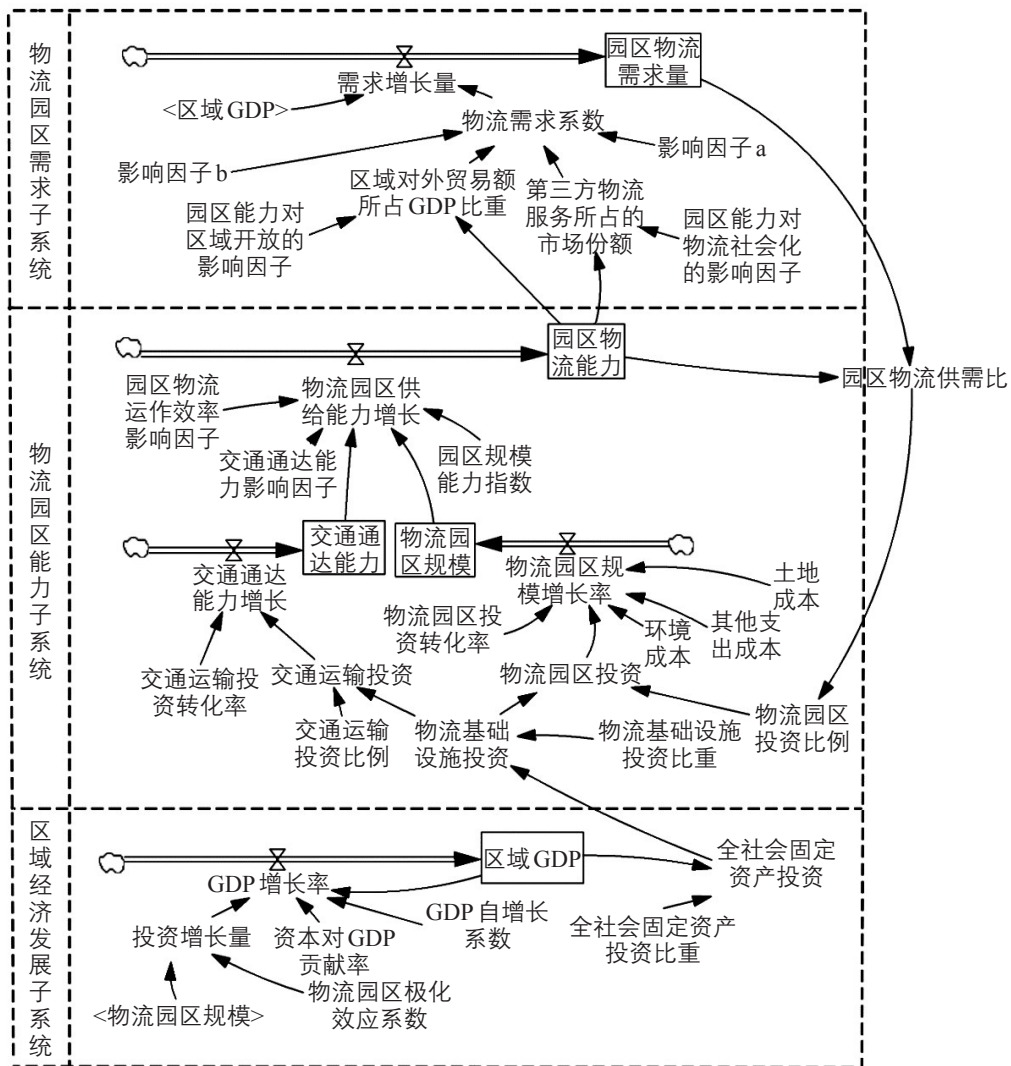 物流园区需求子系统
园区物流
需求量
需求增长量
<区域 GDP>
物流需求系数
影响因子b
影响因子a
区域对外贸易额
所占GDP比重
第三方物流
服务所占的
市场份额
园区能力对
区域开放的
影响因子
园区能力对
物流社会化
的影响因子
物流园区能力子系统
园区物
流能力
园区物流供需比
园区物流
运作效率
影响因子
物流园区供
给能力增长
交通通达能
力影响因子
园区规模
能力指数
交通通
达能力
物流园
区规模
交通通达
能力增长
物流园区规
模增长率
土地
成本
物流园区投
资转化率
环境
成本
其他支
出成本
交通运输投
资转化率
交通运输投资
物流园区投资
交通运输
投资比例
物流基础
设施投资
物流基础设施
投资比重
物流园区
投资比例
区域经济发展子系统
区域 GDP
全社会固定
资产投资
GDP 增长率
GDP 自增长
系数
全社会固定资产
投资比重
投资增长量
资本对GDP
贡献率
<物流园区规模>
物流园区极化
效应系数